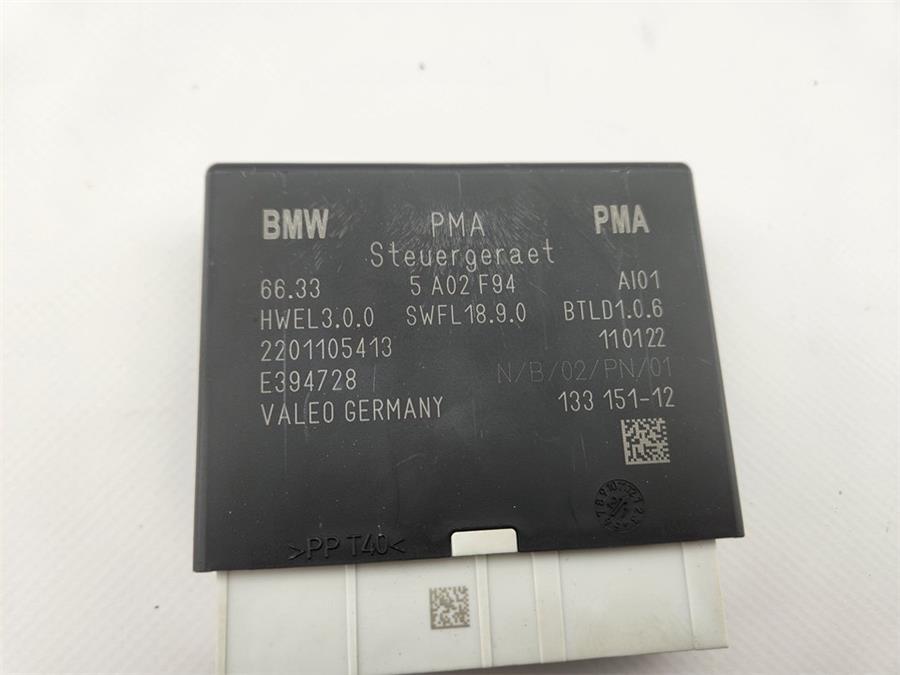 BMW PMA PMA
Steuergeraet
66.33 5 A02 F94 AI01
HWEL3.0.0 SWFL18.9.0 BTLD1.0.6
2201105413 110122
E394728 N/B/02/PN/01
VALEO GERMANY 133 151-12
>PP T40<